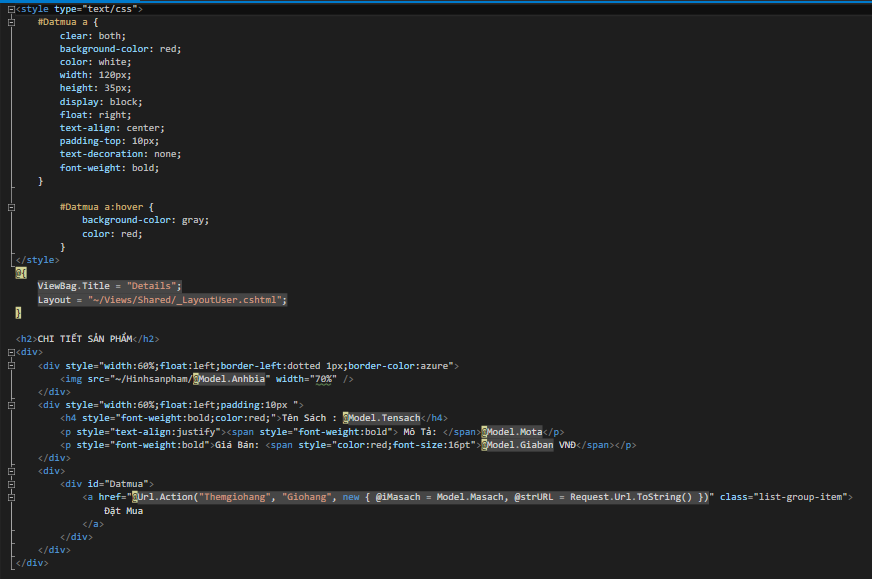 <style type="text/css">
#Datmua a {
clear: both;
background-color: red;
color: white;
width: 120px;
height: 35px;
display: block;
float: right;
text-align: center;
padding-top: 10px;
text-decoration: none;
font-weight: bold;
}
#Datmua a:hover {
background-color: gray;
color: red;
}
</style>
@{
ViewBag.Title = "Details";
Layout = "~/Views/Shared/_LayoutUser.cshtml";
}
<h2>CHI TIẾT SẢN PHẨM</h2>
<div>
<div style="width:60%;float:left;border-left:dotted 1px;border-color:azure">
<img src="~/Hinhsanpham/@Model.Anhbia" width="70%" />
</div>
<div style="width:60%;float:left;padding:10px ">
<h4 style="font-weight:bold;color:red;">Tên Sách : @Model.Tensach</h4>
<p style="text-align:justify"><span style="font-weight:bold"> Mô Tả: </span>@Model.Mota</p>
<p style="font-weight:bold">Giá Bán: <span style="color:red;font-size:16pt">@Model.Giaban VNĐ</span></p>
</div>
<div>
<div id="Datmua">
<a href="@Url.Action("Themgiohang", "Giohang", new { @iMasach = Model.Masach, @strURL = Request.Url.ToString() })" class="list-group-item">
Đặt Mua
</a>
</div>
</div>
</div>